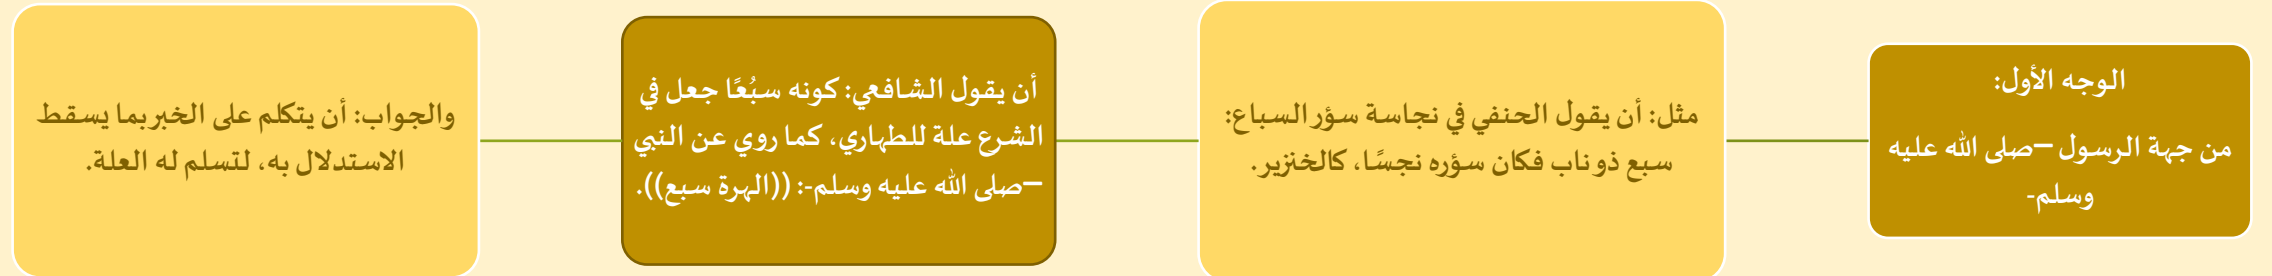 الوجه الأول:
من جهة الرسول –صلى الله عليه
وسلم-
مثل: أن يقول الحنفي في نجاسة سؤر السباع:
سبع ذو ناب فكان سؤره نجسًا، كالخنزير.
أن يقول الشافعي: كونه سبُعًا جعل في
الشرع علة للطهاري، كما روي عن النبي
–صلى الله عليه وسلم-: ((الهرة سبع)).
والجواب: أن يتكلم على الخبر بما يسقط
الاستدلال به، لتسلم له العلة.